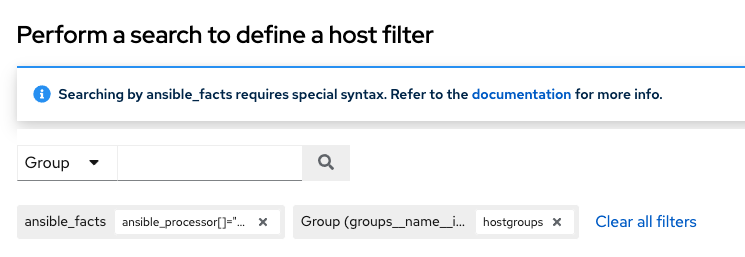 Perform a search to define a host filter
Searching by ansible_facts requires special syntax. Refer to the documentation for more info.
Group
ansible_facts ansible_processor[]="... Group (groups__name__i... hostgroups Clear all filters